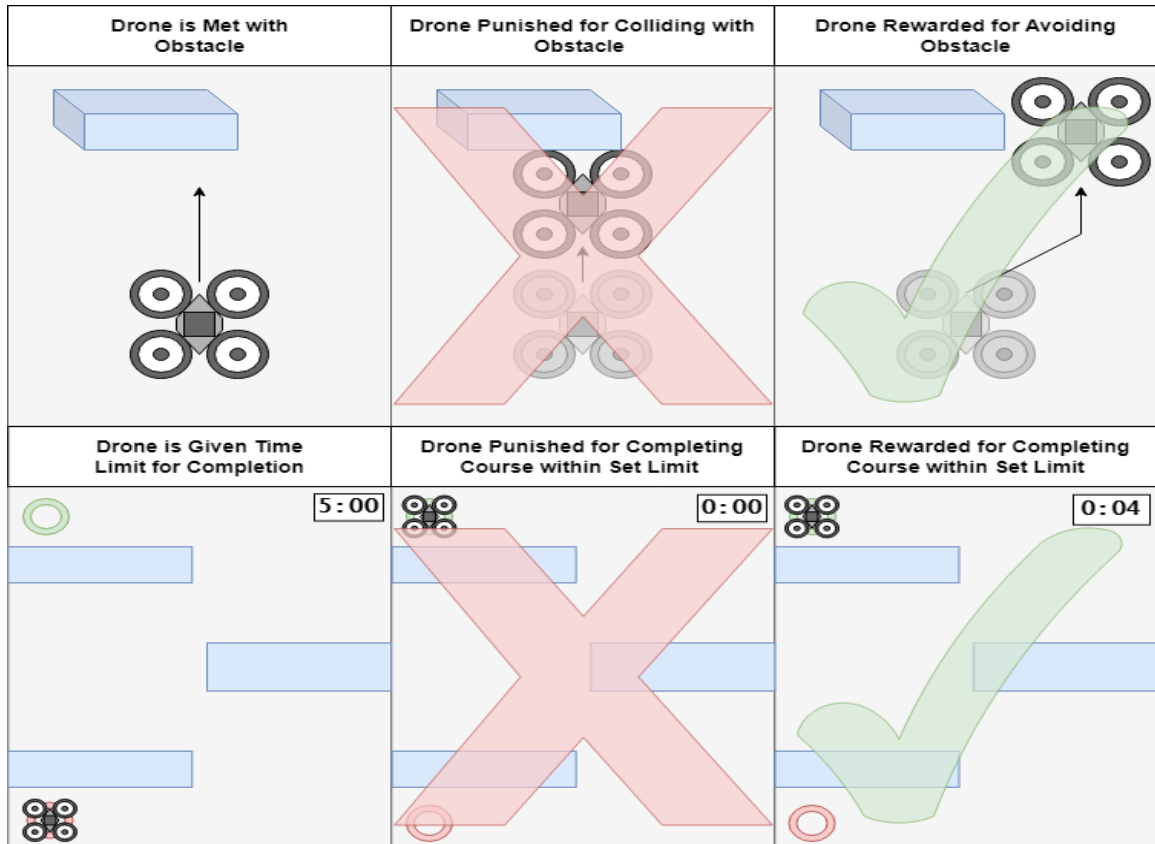 Drone is Met with
Obstacle
Drone Punished for Colliding with
Obstacle
Drone Rewarded for Avoiding
Obstacle
Drone is Given Time
Limit for Completion
Drone Punished for Completing
Course within Set Limit
Drone Rewarded for Completing
Course within Set Limit
5:00
0:00
0:04